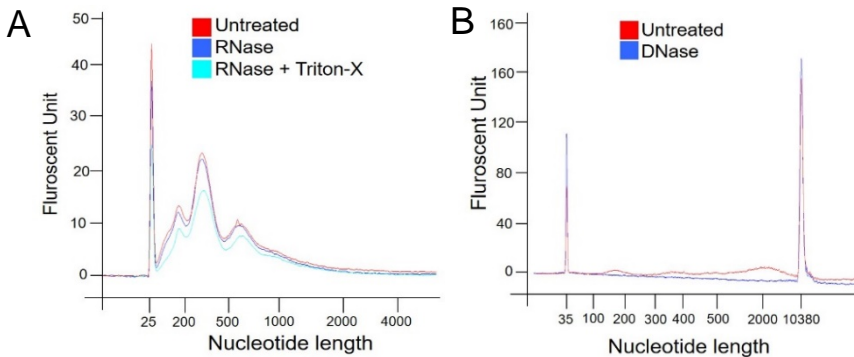 A
Untreated
RNase
RNase + Triton-X
Fluroscent Unit
50
40
30
20
10
0
25 200 500 1000 2000 4000
Nucleotide length
B
Untreated
DNase
Fluroscent Unit
160
160
120
80
40
0
35 100 200 300 400 500 2000 10380
Nucleotide length